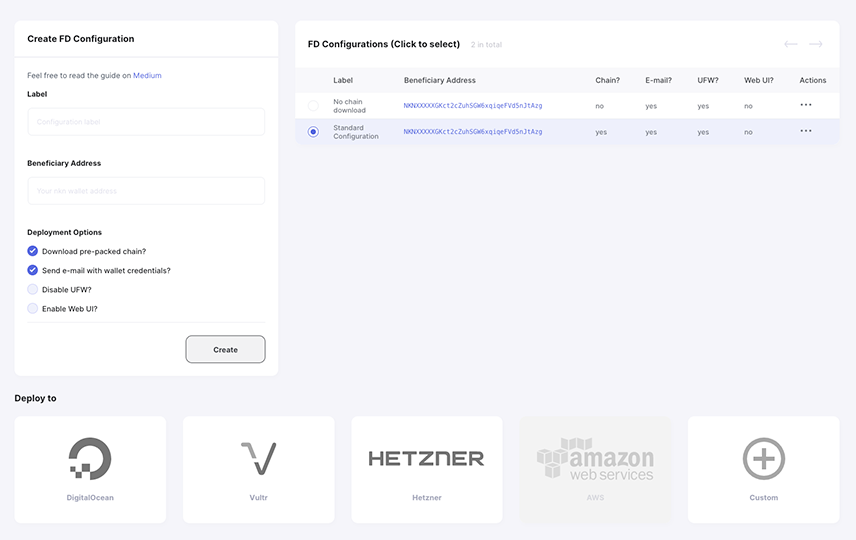 Create FD Configuration
Feel free to read the guide on Medium
Label
Configuration label
Beneficiary Address
Your nkn wallet address
Deployment Options
Download pre-packed chain?
Send e-mail with wallet credentials?
Disable UFW?
Enable Web UI?
Create
FD Configurations (Click to select) 2 in total
Label Beneficiary Address Chain? E-mail? UFW? Web UI? Actions
No chain
download
NKNXXXXXGKct2cZuhSGW6xqiqeFVd5nJtAzg no yes yes no
Standard
Configuration
NKNXXXXXGKct2cZuhSGW6xqiqeFVd5nJtAzg yes yes yes no
Deploy to
DigitalOcean
Vultr
HETZNER
Hetzner
amazon
web services
AWS
Custom